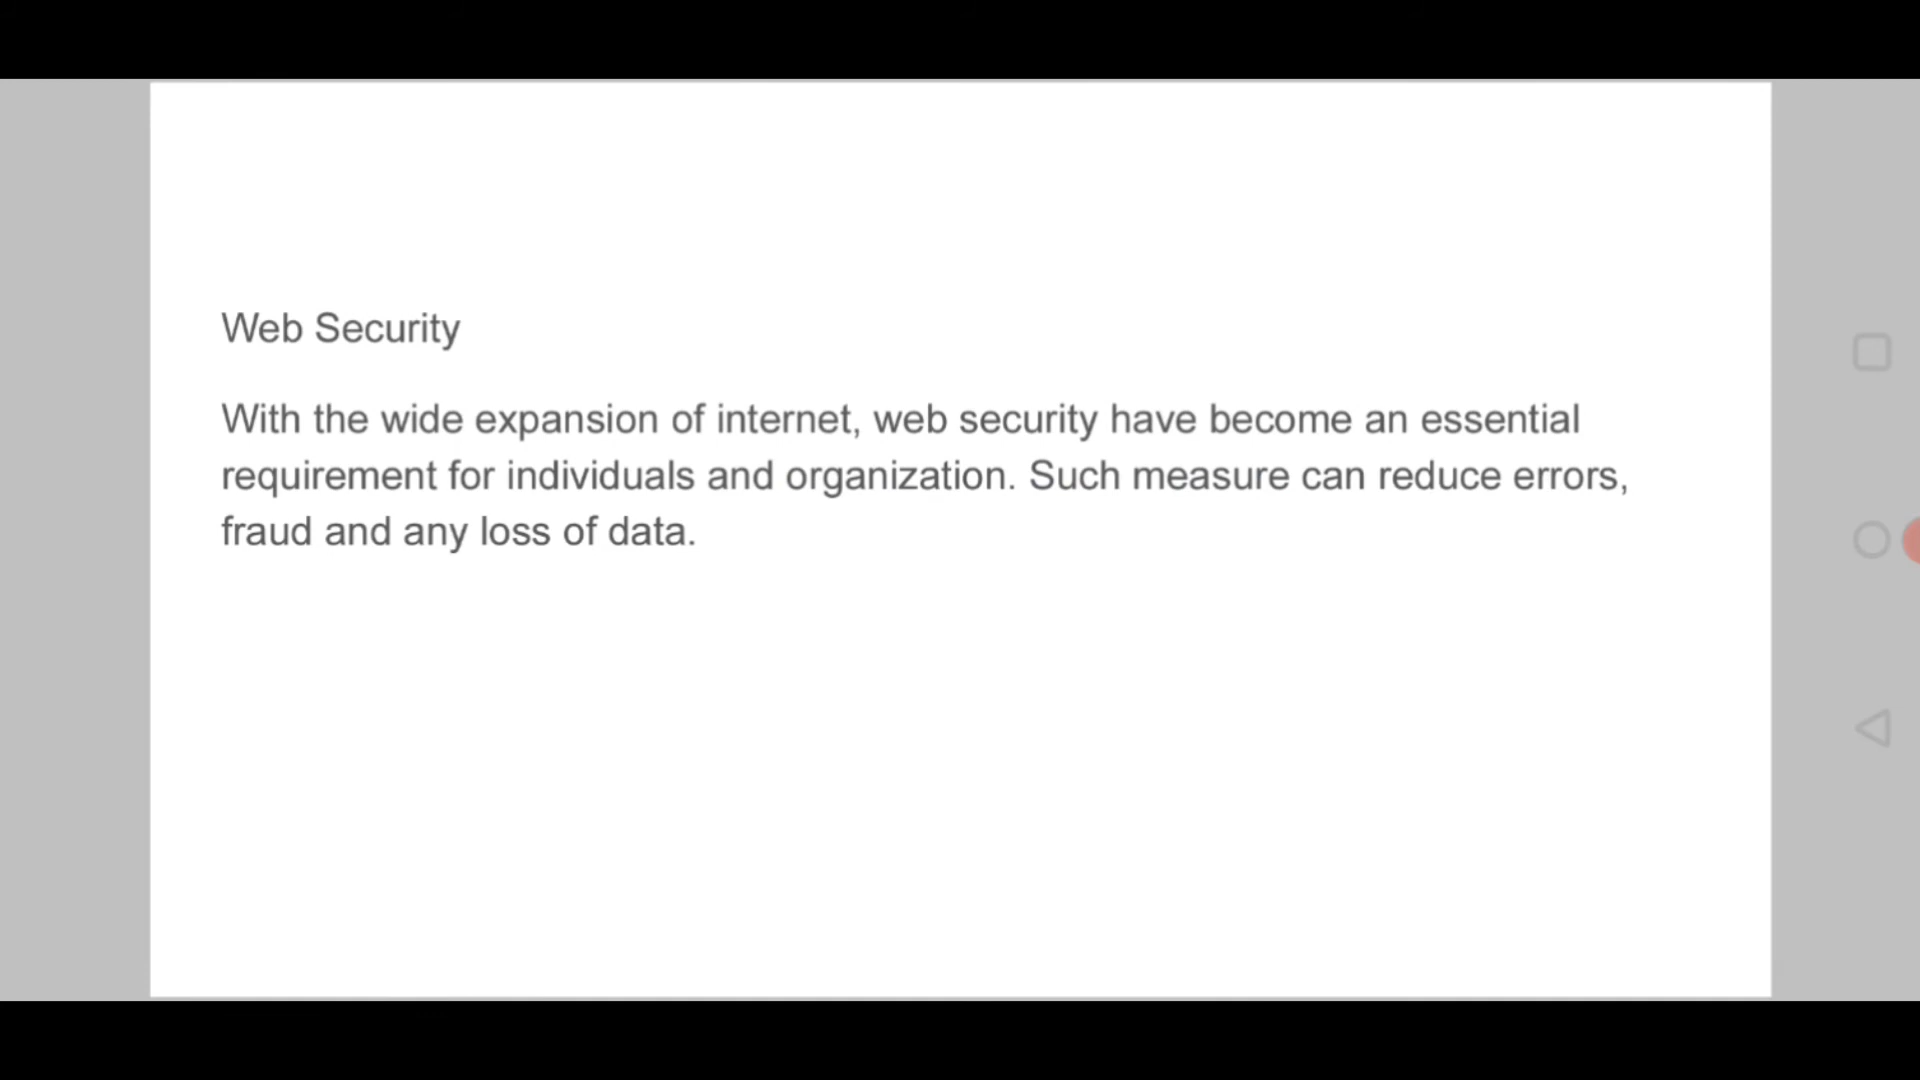 Web Security
With the wide expansion of internet, web security have become an essential
requirement for individuals and organization. Such measure can reduce errors,
fraud and any loss of data.